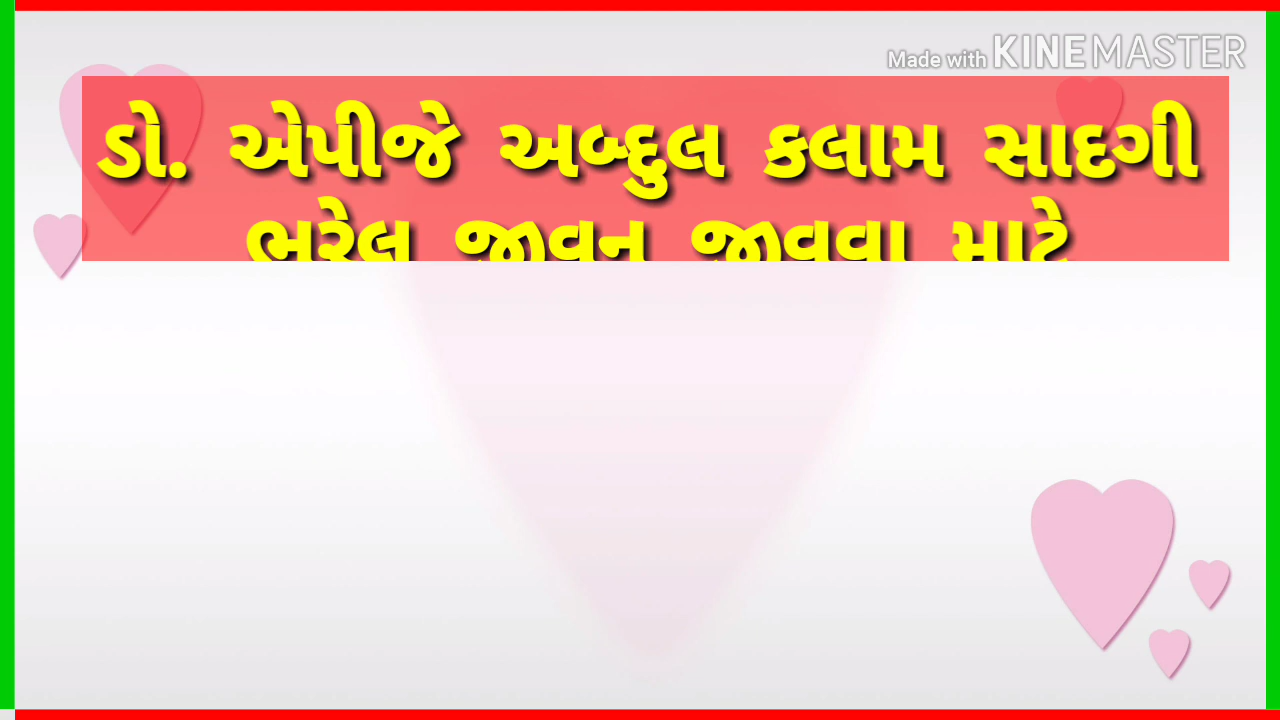 Made with KINEMASTER
ડો. એપીજે અબ્દુલ કલામ સાદગી
ભરેલ જીવન જીવવા માટે